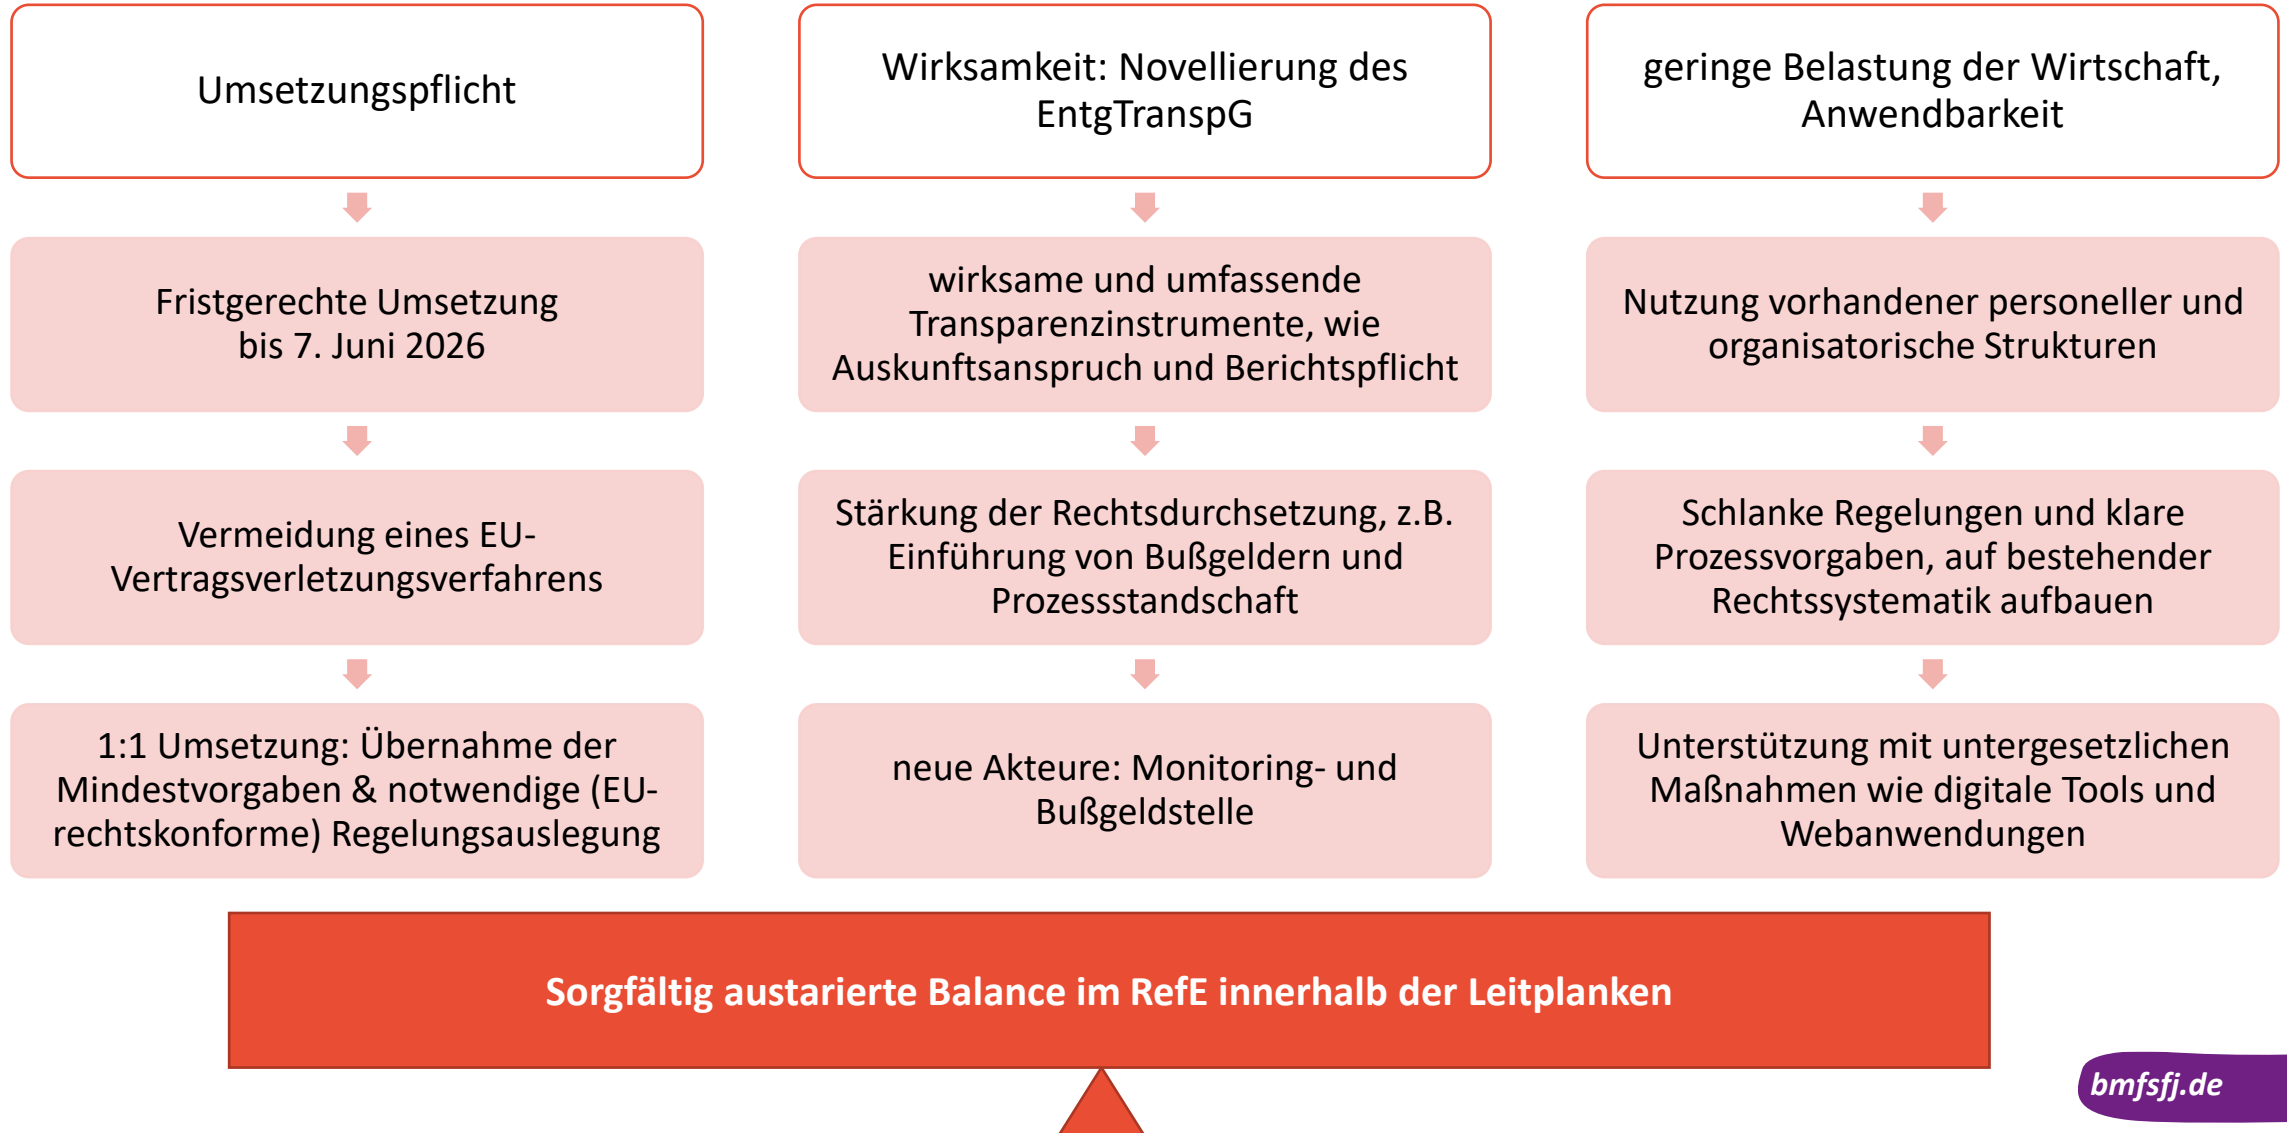 Umsetzungspflicht
Fristgerechte Umsetzung
bis 7. Juni 2026
Vermeidung eines EU-
Vertragsverletzungsverfahrens
1:1 Umsetzung: Übernahme der
Mindestvorgaben & notwendige (EU-
rechtskonforme) Regelungsauslegung
Wirksamkeit: Novellierung des
EntgTranspG
wirksame und umfassende
Transparenzinstrumente, wie
Auskunftsanspruch und Berichtspflicht
Stärkung der Rechtsdurchsetzung, z.B.
Einführung von Bußgeldern und
Prozessstandschaft
neue Akteure: Monitoring- und
Bußgeldstelle
geringe Belastung der Wirtschaft,
Anwendbarkeit
Nutzung vorhandener personeller und
organisatorische Strukturen
Schlanke Regelungen und klare
Prozessvorgaben, auf bestehender
Rechtssystematik aufbauen
Unterstützung mit untergesetzlichen
Maßnahmen wie digitale Tools und
Webanwendungen
Sorgfältig austarierte Balance im RefE innerhalb der Leitplanken
bmfsfj.de